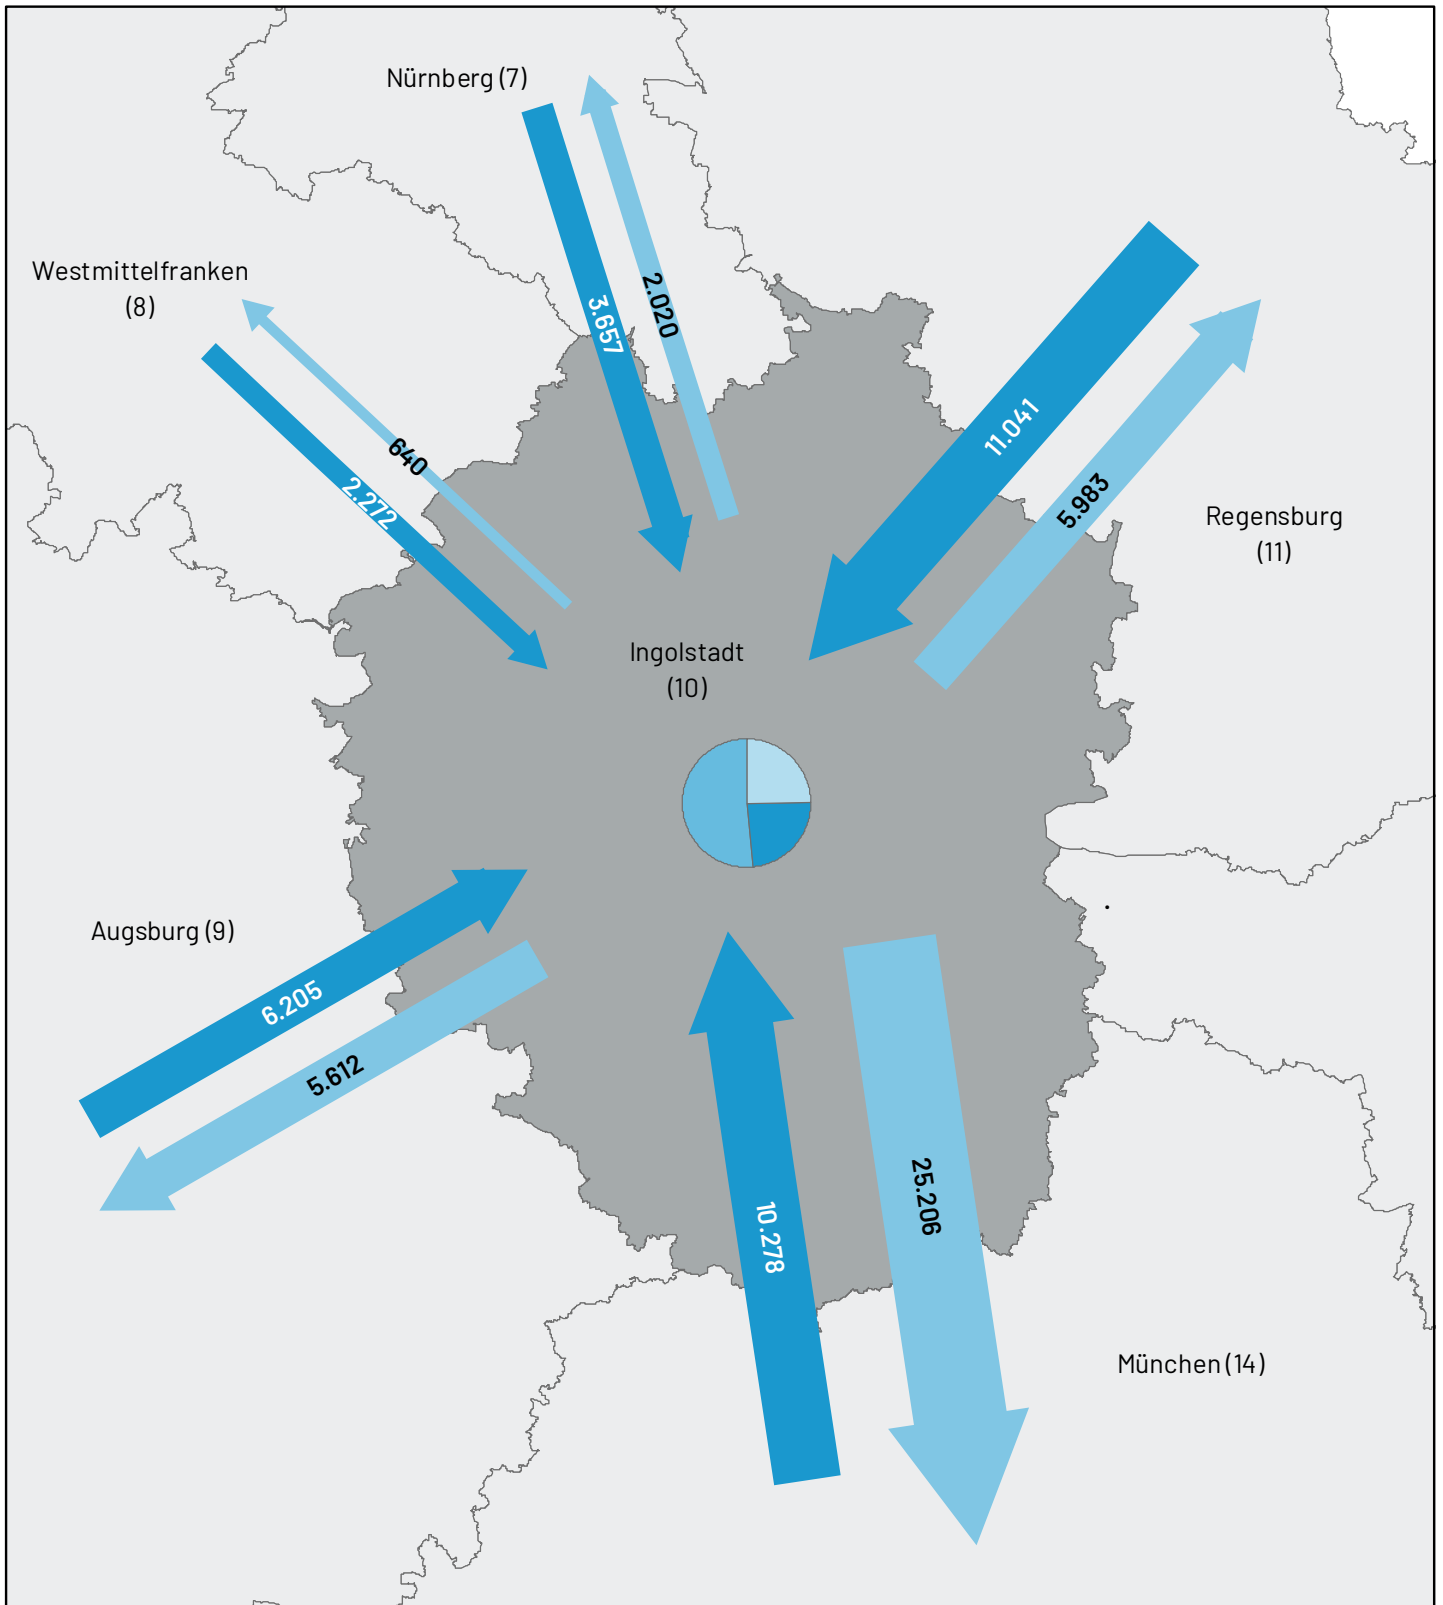 Nürnberg (7)
Westmittelfranken
(8)
2.020
3.657
11.041
640
2.272
5.983
Regensburg
(11)
Ingolstadt
(10)
Augsburg (9)
6.205
5.612
25.206
10.278
München (14)